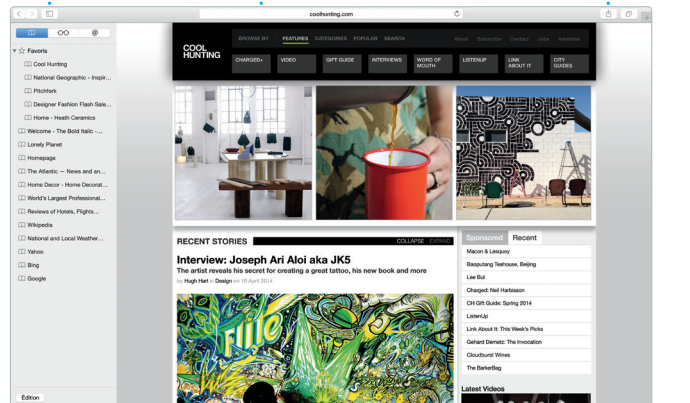 coolhunting.com
Favoris
Cool Hunting
National Geographic - Inspir...
Pitchfork
Designer Fashion Flash Sale...
Home - Heath Ceramics
Welcome - The Bold Italic -...
Lonely Planet
Homepage
The Atlantic — News and an...
Home Decor - Home Decorat...
World's Largest Professional...
Reviews of Hotels, Flights...
Wikipedia
National and Local Weather...
Yahoo
Bing
Google
Édition
COOL
HUNTING
BROWSE BY FEATURES CATEGORIES POPULAR SEARCH
About Subscribe Contact Jobs Advertise
CHARGED+ VIDEO GIFT GUIDE INTERVIEWS WORD OF MOUTH LISTENUP LINK ABOUT IT CITY GUIDES
RECENT STORIES COLLAPSE EXPAND
Interview: Joseph Ari Aloi aka JK5
The artist reveals his secret for creating a great tattoo, his new book and more
by Hugh Hart in Design on 16 April 2014
Sponsored Recent
Macon & Lesquoy
Baoputang Teahouse, Beijing
Lee Bul
Charged: Neil Harbisson
CH Gift Guide: Spring 2014
ListenUp
Link About It: This Week's Picks
Gehard Demetz: The Invocation
Cloudburst Wines
The BarkerBag
Latest Videos